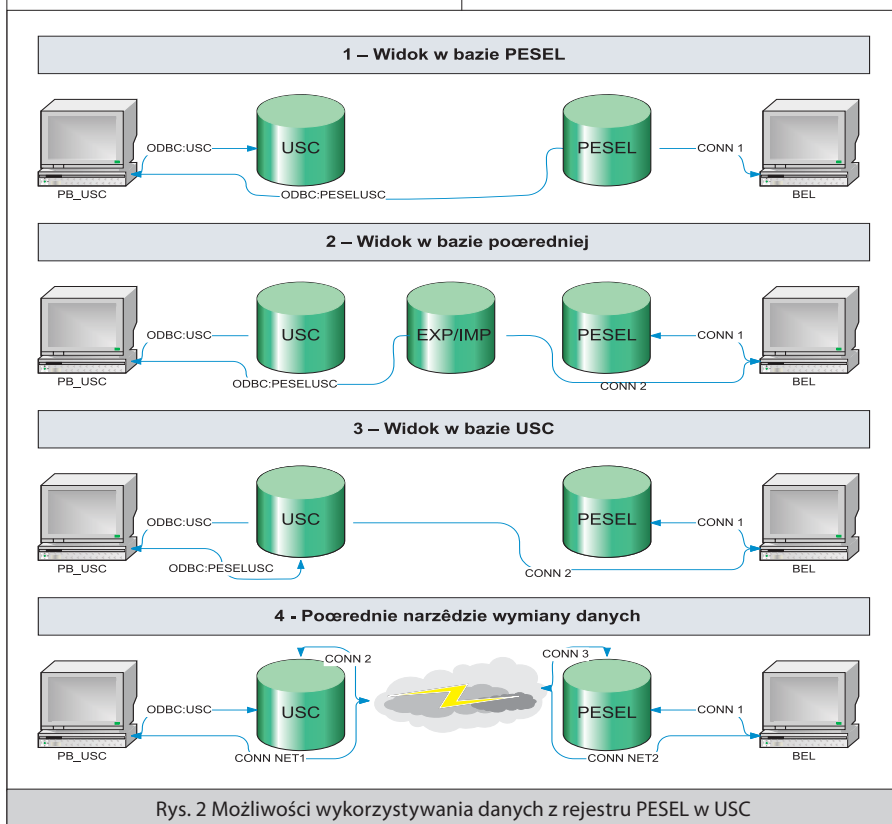 1 – Widok w bazie PESEL
ODBC:USC
USC
PESEL
CONN 1
PB_USC
ODBC:PESELUSC
BEL
2 – Widok w bazie poœredniej
ODBC:USC
USC
EXP/IMP
PESEL
CONN 1
PB_USC
ODBC:PESELUSC
CONN 2
BEL
3 – Widok w bazie USC
ODBC:USC
USC
PESEL
CONN 1
PB_USC
ODBC:PESELUSC
CONN 2
BEL
4 - Poœrednie narzêdzie wymiany danych
CONN 2
CONN 3
ODBC:USC
USC
PESEL
CONN 1
PB_USC
CONN NET1
CONN NET2
BEL
Rys. 2 Możliwości wykorzystywania danych z rejestru PESEL w USC